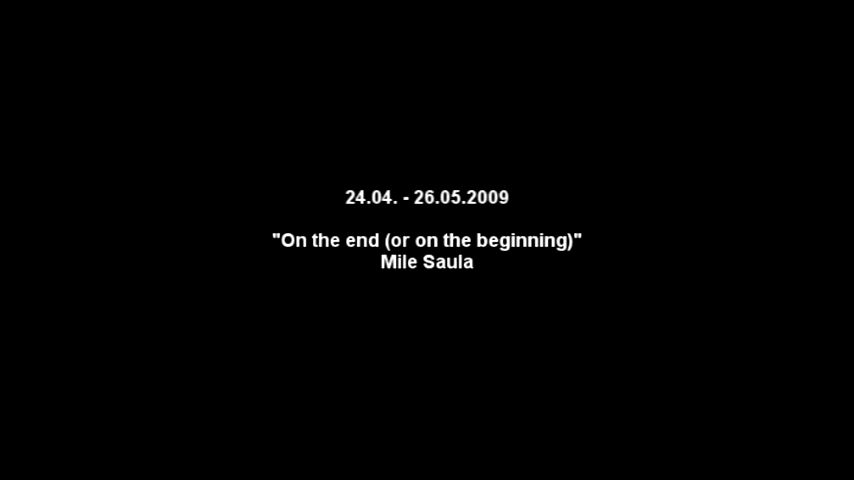 24.04. - 26.05.2009
"On the end (or on the beginning)"
Mile Saula